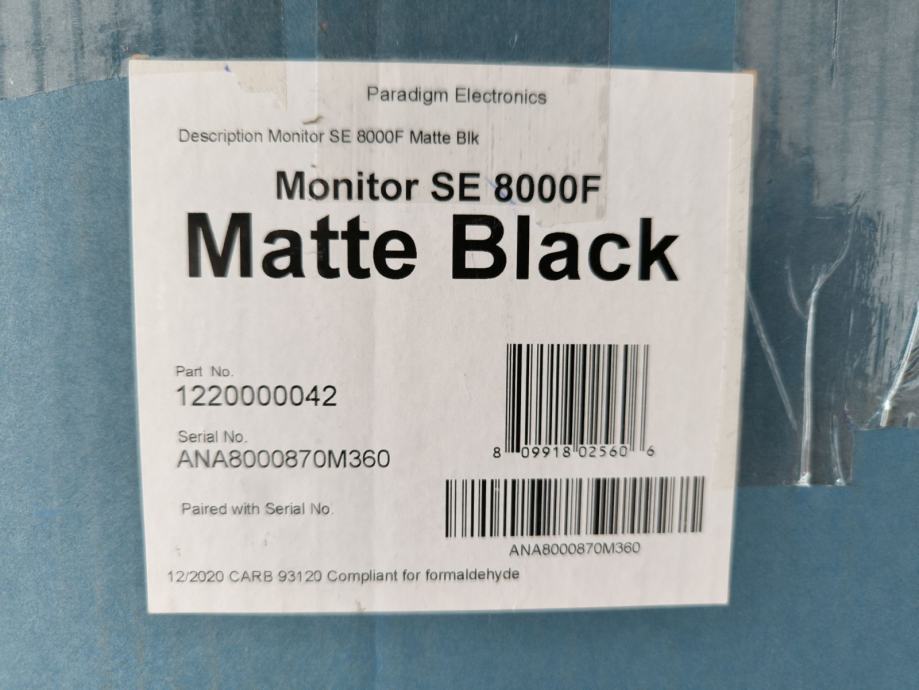 Paradigm Electronics
Description Monitor SE 8000F Matte Blk
Monitor SE 8000F
Matte Black
Part No.
1220000042
Serial No.
ANA8000870M360
8 09918 02560 6
Paired with Serial No.
ANA8000870M360
12/2020 CARB 93120 Compliant for formaldehyde